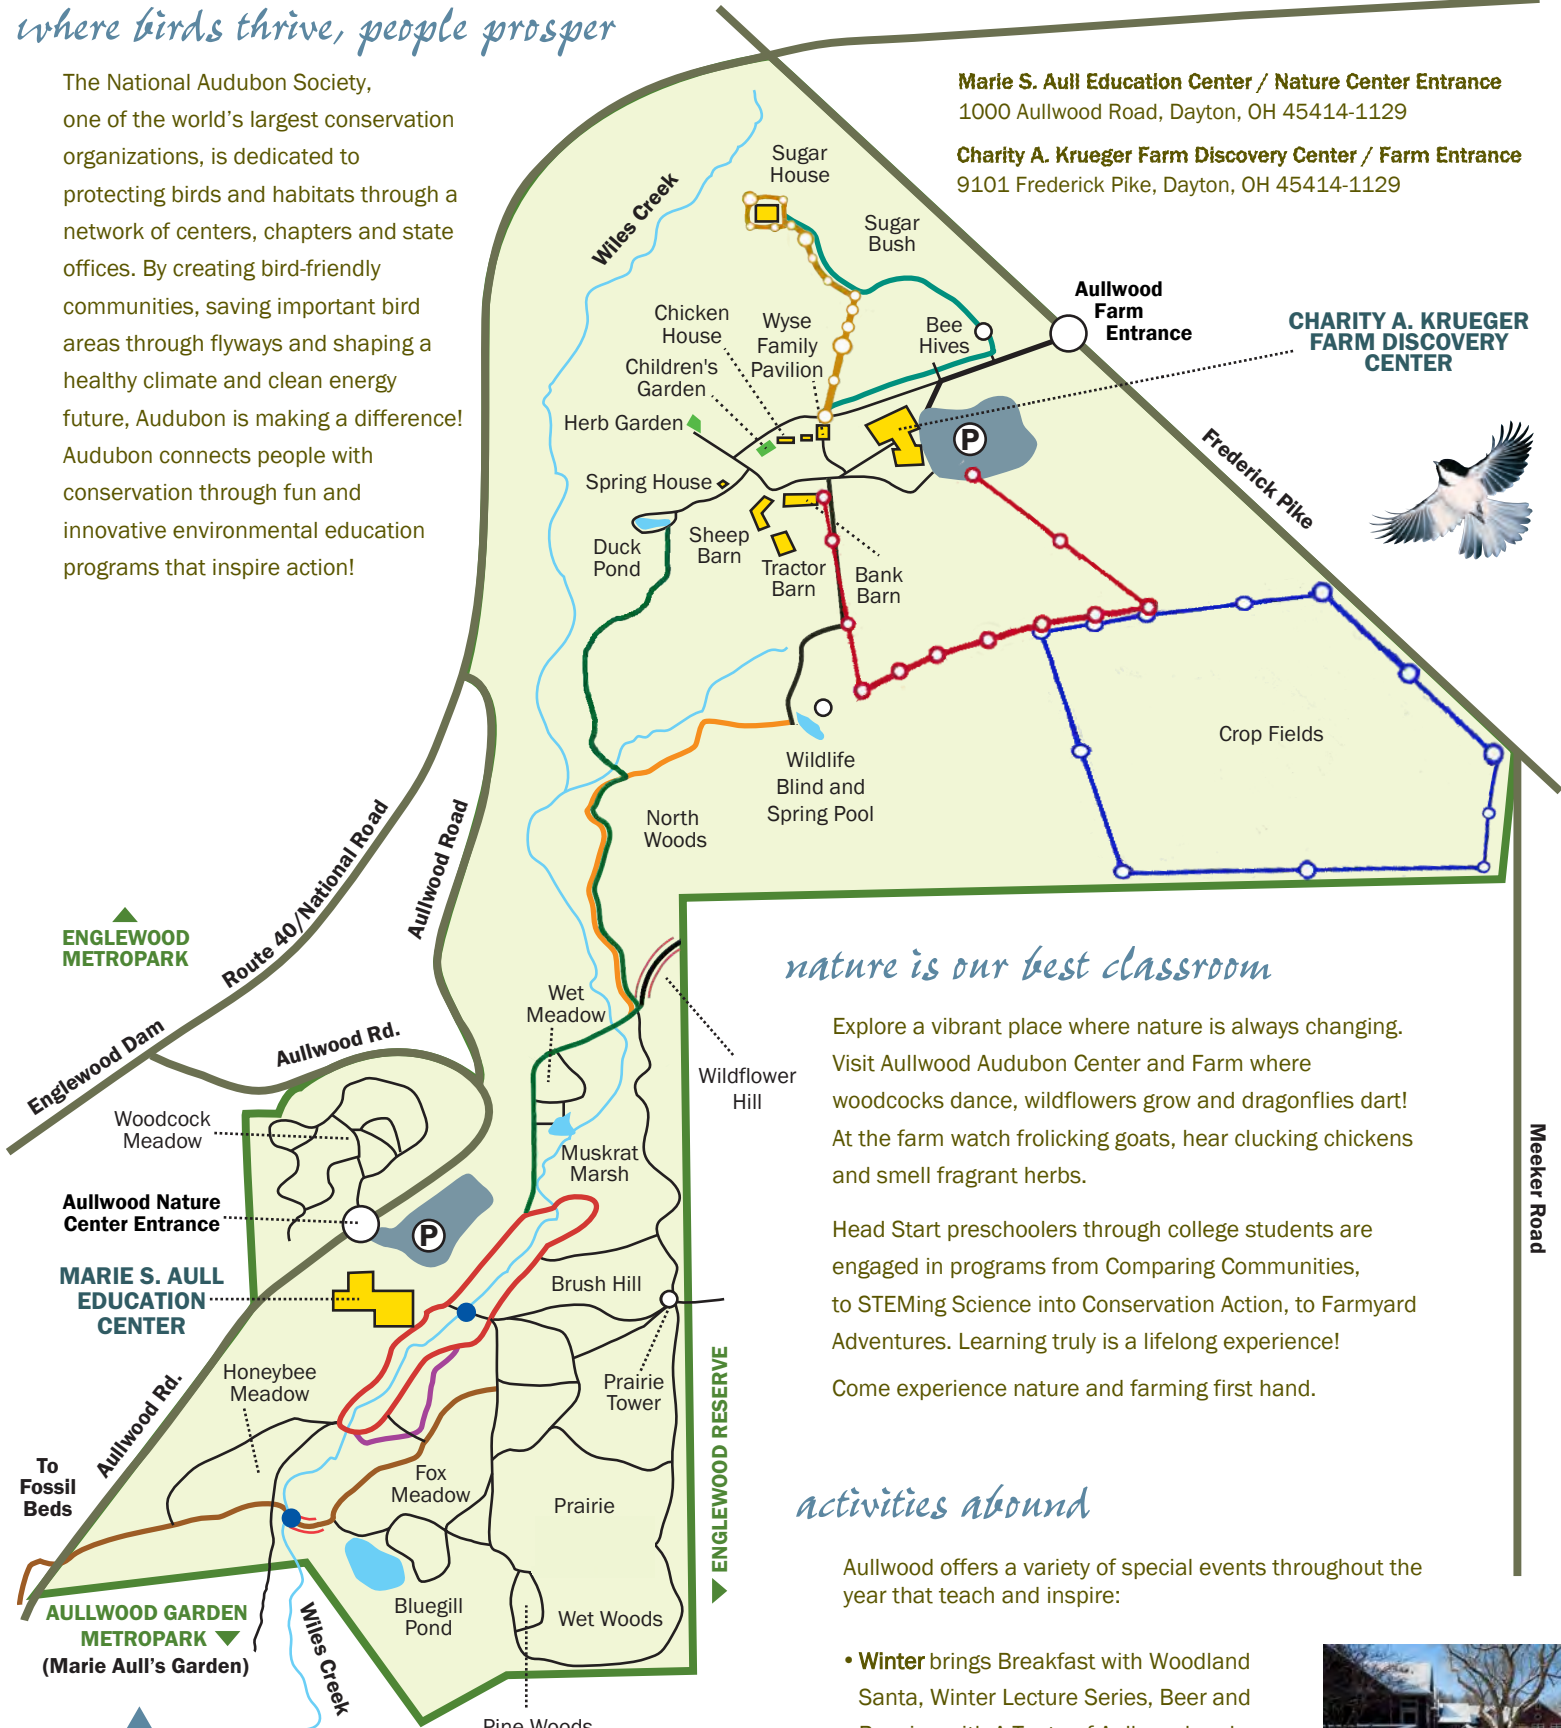 where birds thrive, people prosper
The National Audubon Society,
one of the world's largest conservation
organizations, is dedicated to
protecting birds and habitats through a
network of centers, chapters and state
offices. By creating bird-friendly
communities, saving important bird
areas through flyways and shaping a
healthy climate and clean energy
future, Audubon is making a difference!
Audubon connects people with
conservation through fun and
innovative environmental education
programs that inspire action!
Marie S. Aull Education Center / Nature Center Entrance
1000 Aullwood Road, Dayton, OH 45414-1129
Charity A. Krueger Farm Discovery Center / Farm Entrance
9101 Frederick Pike, Dayton, OH 45414-1129
Sugar
House
Wiles Creek
Sugar
Bush
Aullwood
Farm
Entrance
Chicken
House
Wyse
Family
Pavilion
Bee
Hives
CHARITY A. KRUEGER
FARM DISCOVERY
CENTER
Children's
Garden
Herb Garden
P
Frederick Pike
Spring House
Duck
Pond
Sheep
Barn
Tractor
Barn
Bank
Barn
Crop Fields
Wildlife
Blind and
Spring Pool
North
Woods
Route 40/National Road
Aullwood Road
ENGLEWOOD
METROPARK
Englewood Dam
Aullwood Rd.
Wet
Meadow
Wildflower
Hill
Woodcock
Meadow
Muskrat
Marsh
Aullwood Nature
Center Entrance
P
MARIE S. AULL
EDUCATION
CENTER
Brush Hill
Prairie
Tower
Honeybee
Meadow
Aullwood Rd.
To
Fossil
Beds
Fox
Meadow
Prairie
ENGLEWOOD RESERVE
AULLWOOD GARDEN
METROPARK
(Marie Aull's Garden)
Wiles Creek
Bluegill
Pond
Wet Woods
Pine Woods
Meeker Road
nature is our best classroom
Explore a vibrant place where nature is always changing.
Visit Aullwood Audubon Center and Farm where
woodcocks dance, wildflowers grow and dragonflies dart!
At the farm watch frolicking goats, hear clucking chickens
and smell fragrant herbs.
Head Start preschoolers through college students are
engaged in programs from Comparing Communities,
to STEMing Science into Conservation Action, to Farmyard
Adventures. Learning truly is a lifelong experience!
Come experience nature and farming first hand.
activities abound
Aullwood offers a variety of special events throughout the
year that teach and inspire:
• Winter brings Breakfast with Woodland
Santa, Winter Lecture Series, Beer and